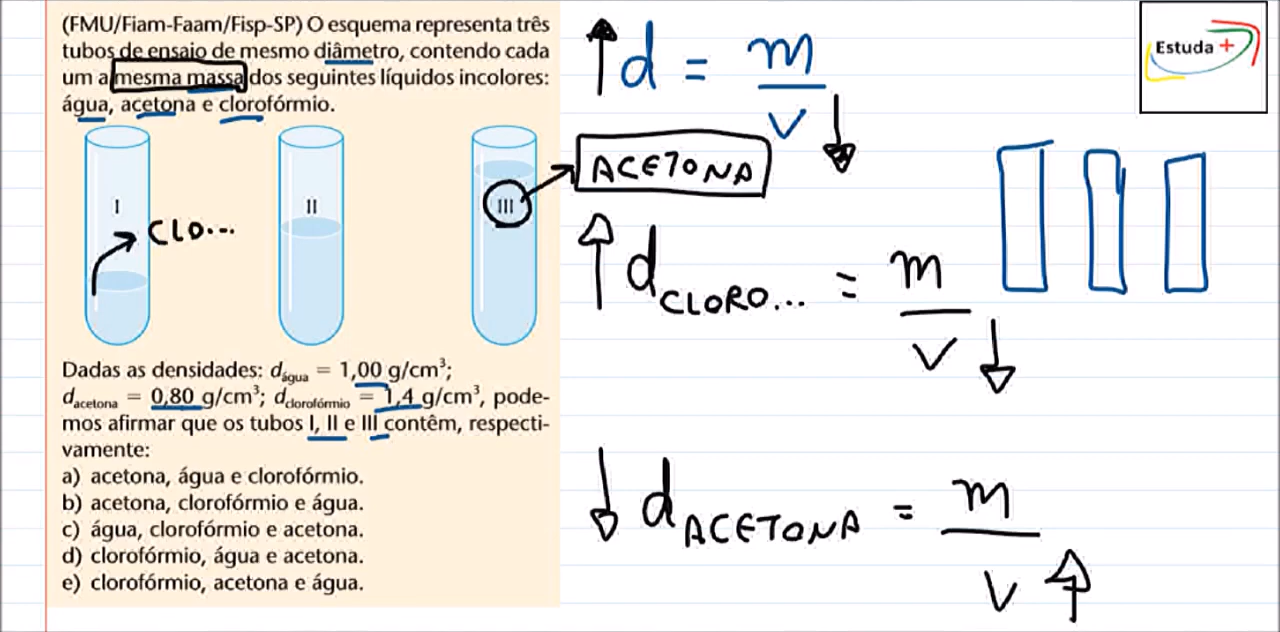 (FMU/Fiam-Faam/Fisp-SP) O esquema representa três
tubos de ensaio de mesmo diâmetro, contendo cada
um a mesma massa dos seguintes líquidos incolores:
água, acetona e clorofórmio.
I
II
III
CLO...
Dadas as densidades: dágua = 1,00 g/cm³;
dacetona = 0,80 g/cm³; dclorofórmio = 1,4 g/cm³, pode-
mos afirmar que os tubos I, II e III contêm, respecti-
vamente:
a) acetona, água e clorofórmio.
b) acetona, clorofórmio e água.
c) água, clorofórmio e acetona.
d) clorofórmio, água e acetona.
e) clorofórmio, acetona e água.
↑ d = m
V ↓
ACETONA
↑ d CLORO... = m
V ↓
↓ d ACETONA = m
V ↑
Estuda +